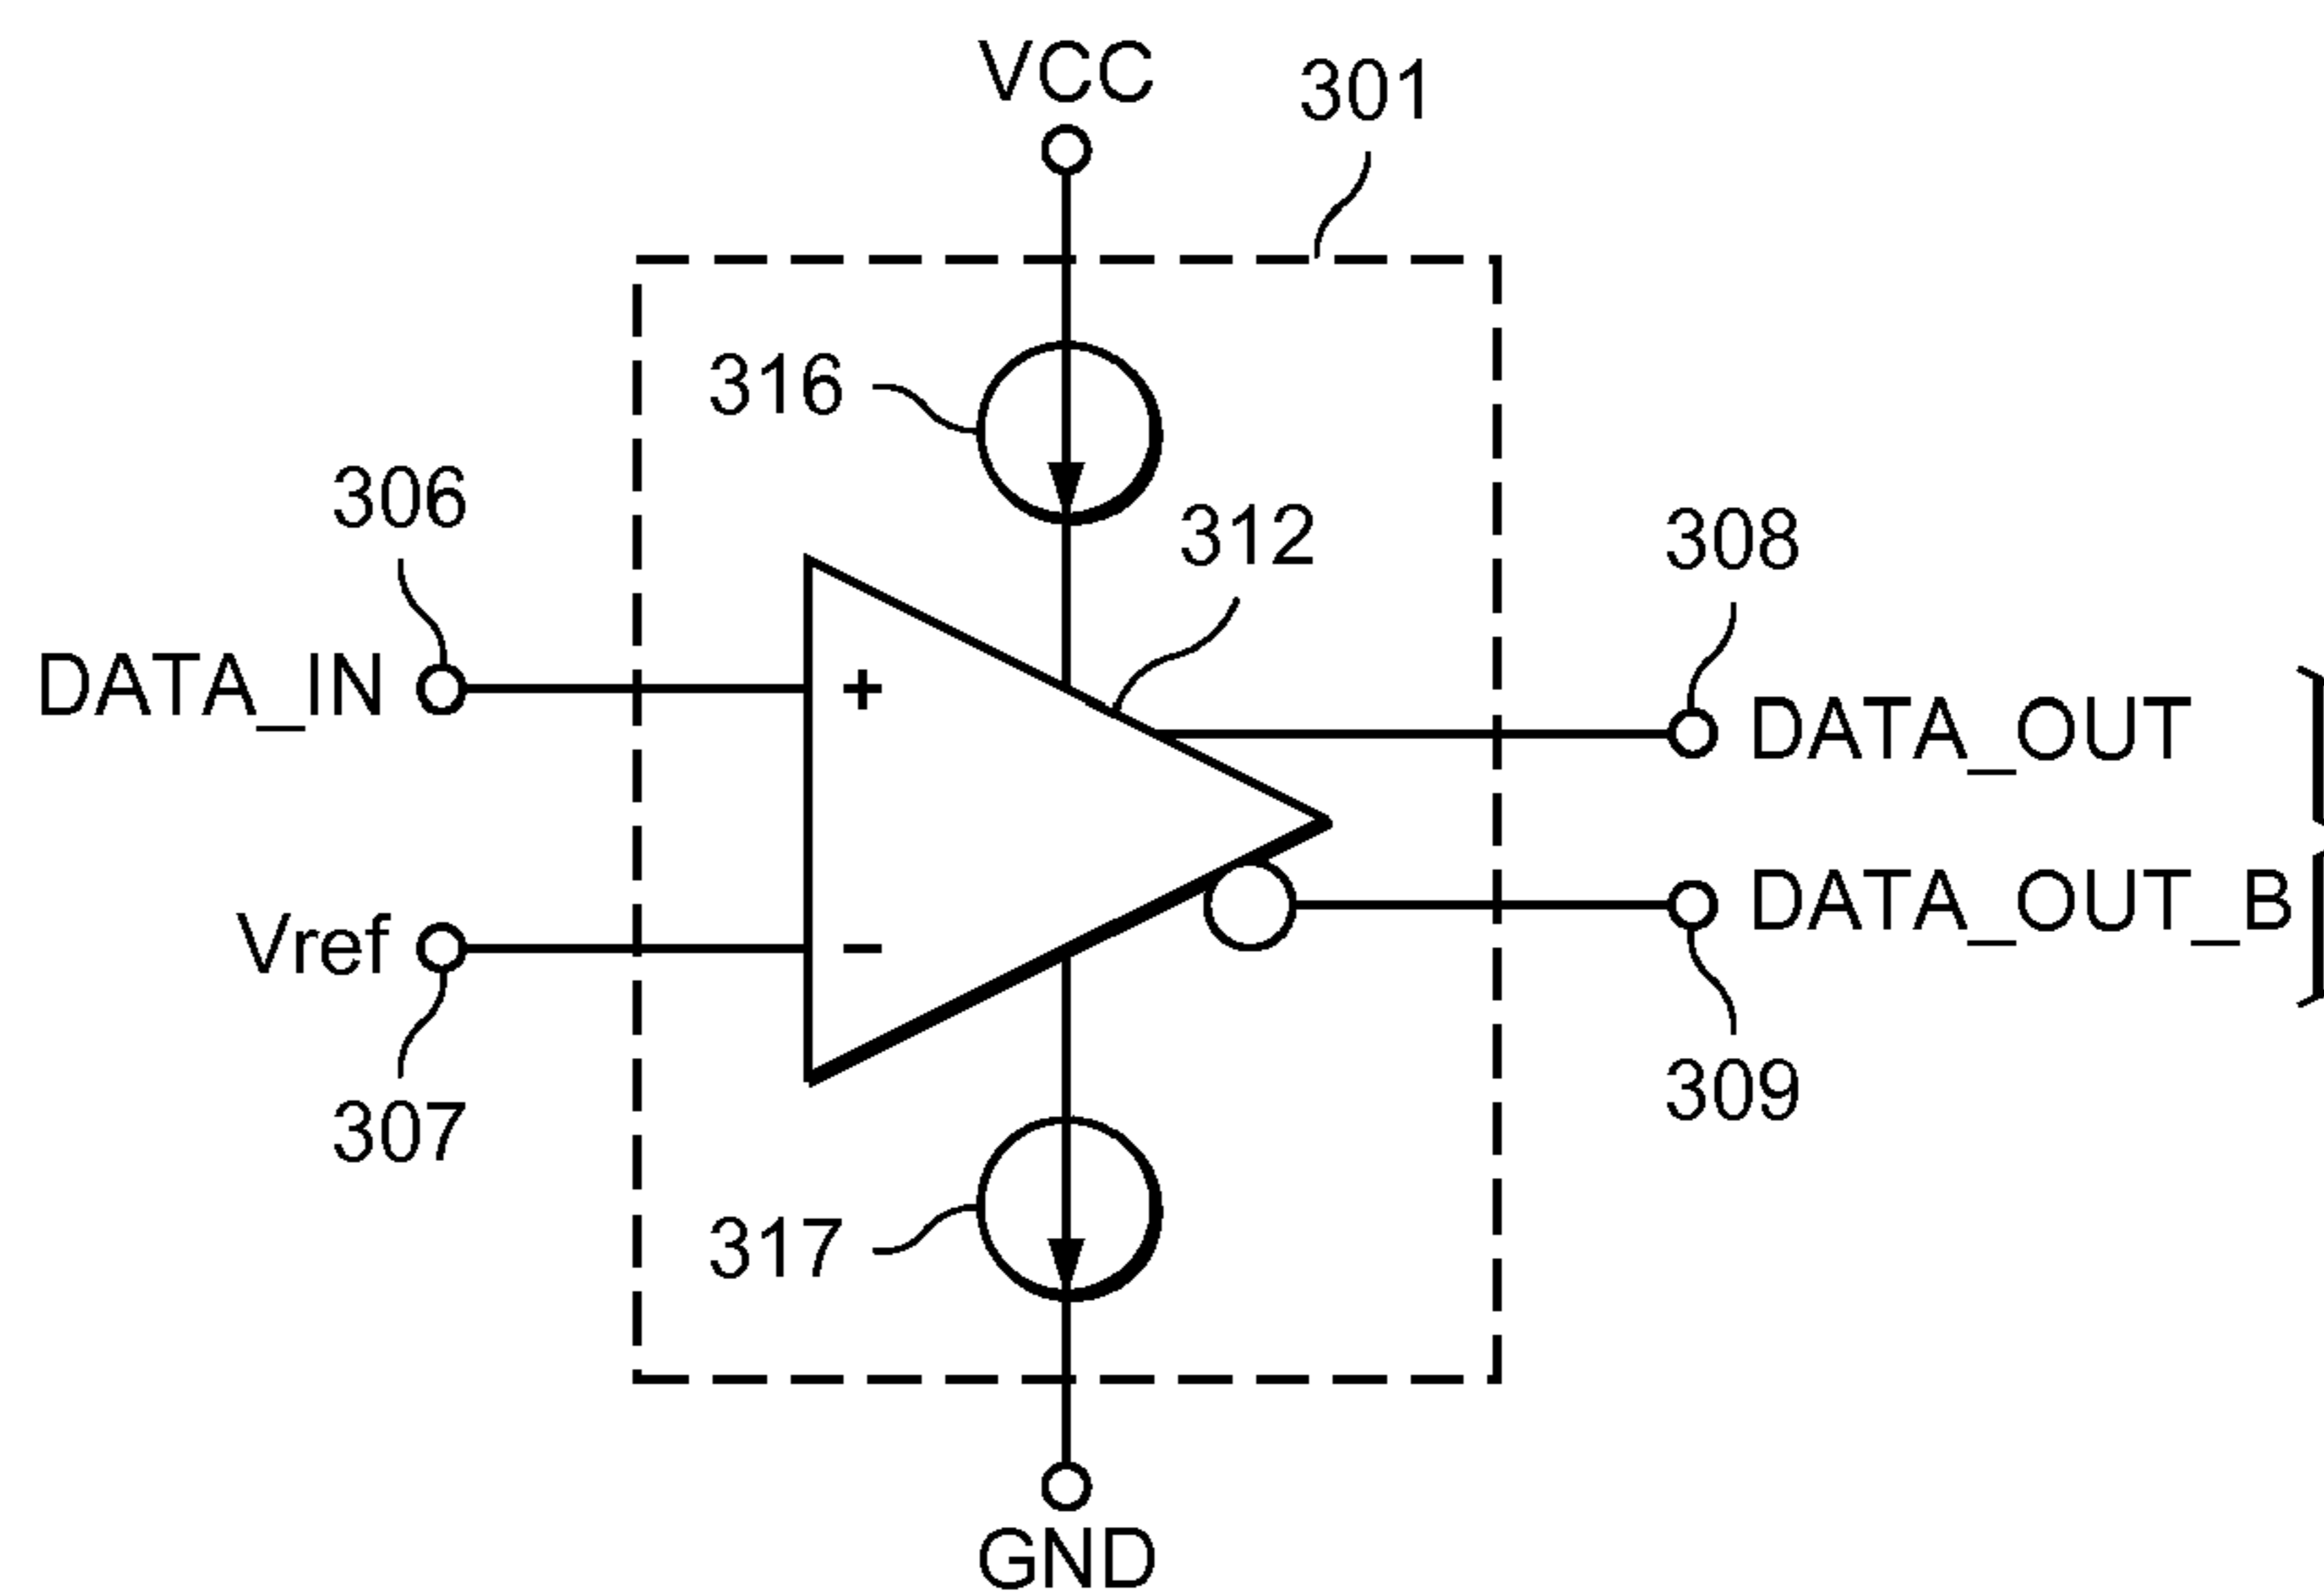 VCC
301
316
312
306
308
DATA_IN
+
DATA_OUT
Vref
-
DATA_OUT_B
307
309
317
GND